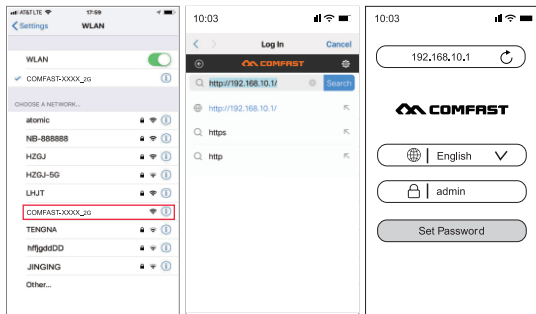 AT&T LTE 17:59
Settings WLAN
WLAN
COMFAST-XXXX_2G
CHOOSE A NETWORK...
atomic
NB-888888
HZGJ
HZGJ-5G
LHJT
COMFAST-XXXX_2G
TENGNA
hffjgddDD
JINGING
Other...
10:03
Log In Cancel
COMFAST
http://192.168.10.1/ Search
http://192.168.10.1/
https
http
10:03
192.168.10.1
COMFAST
English
admin
Set Password